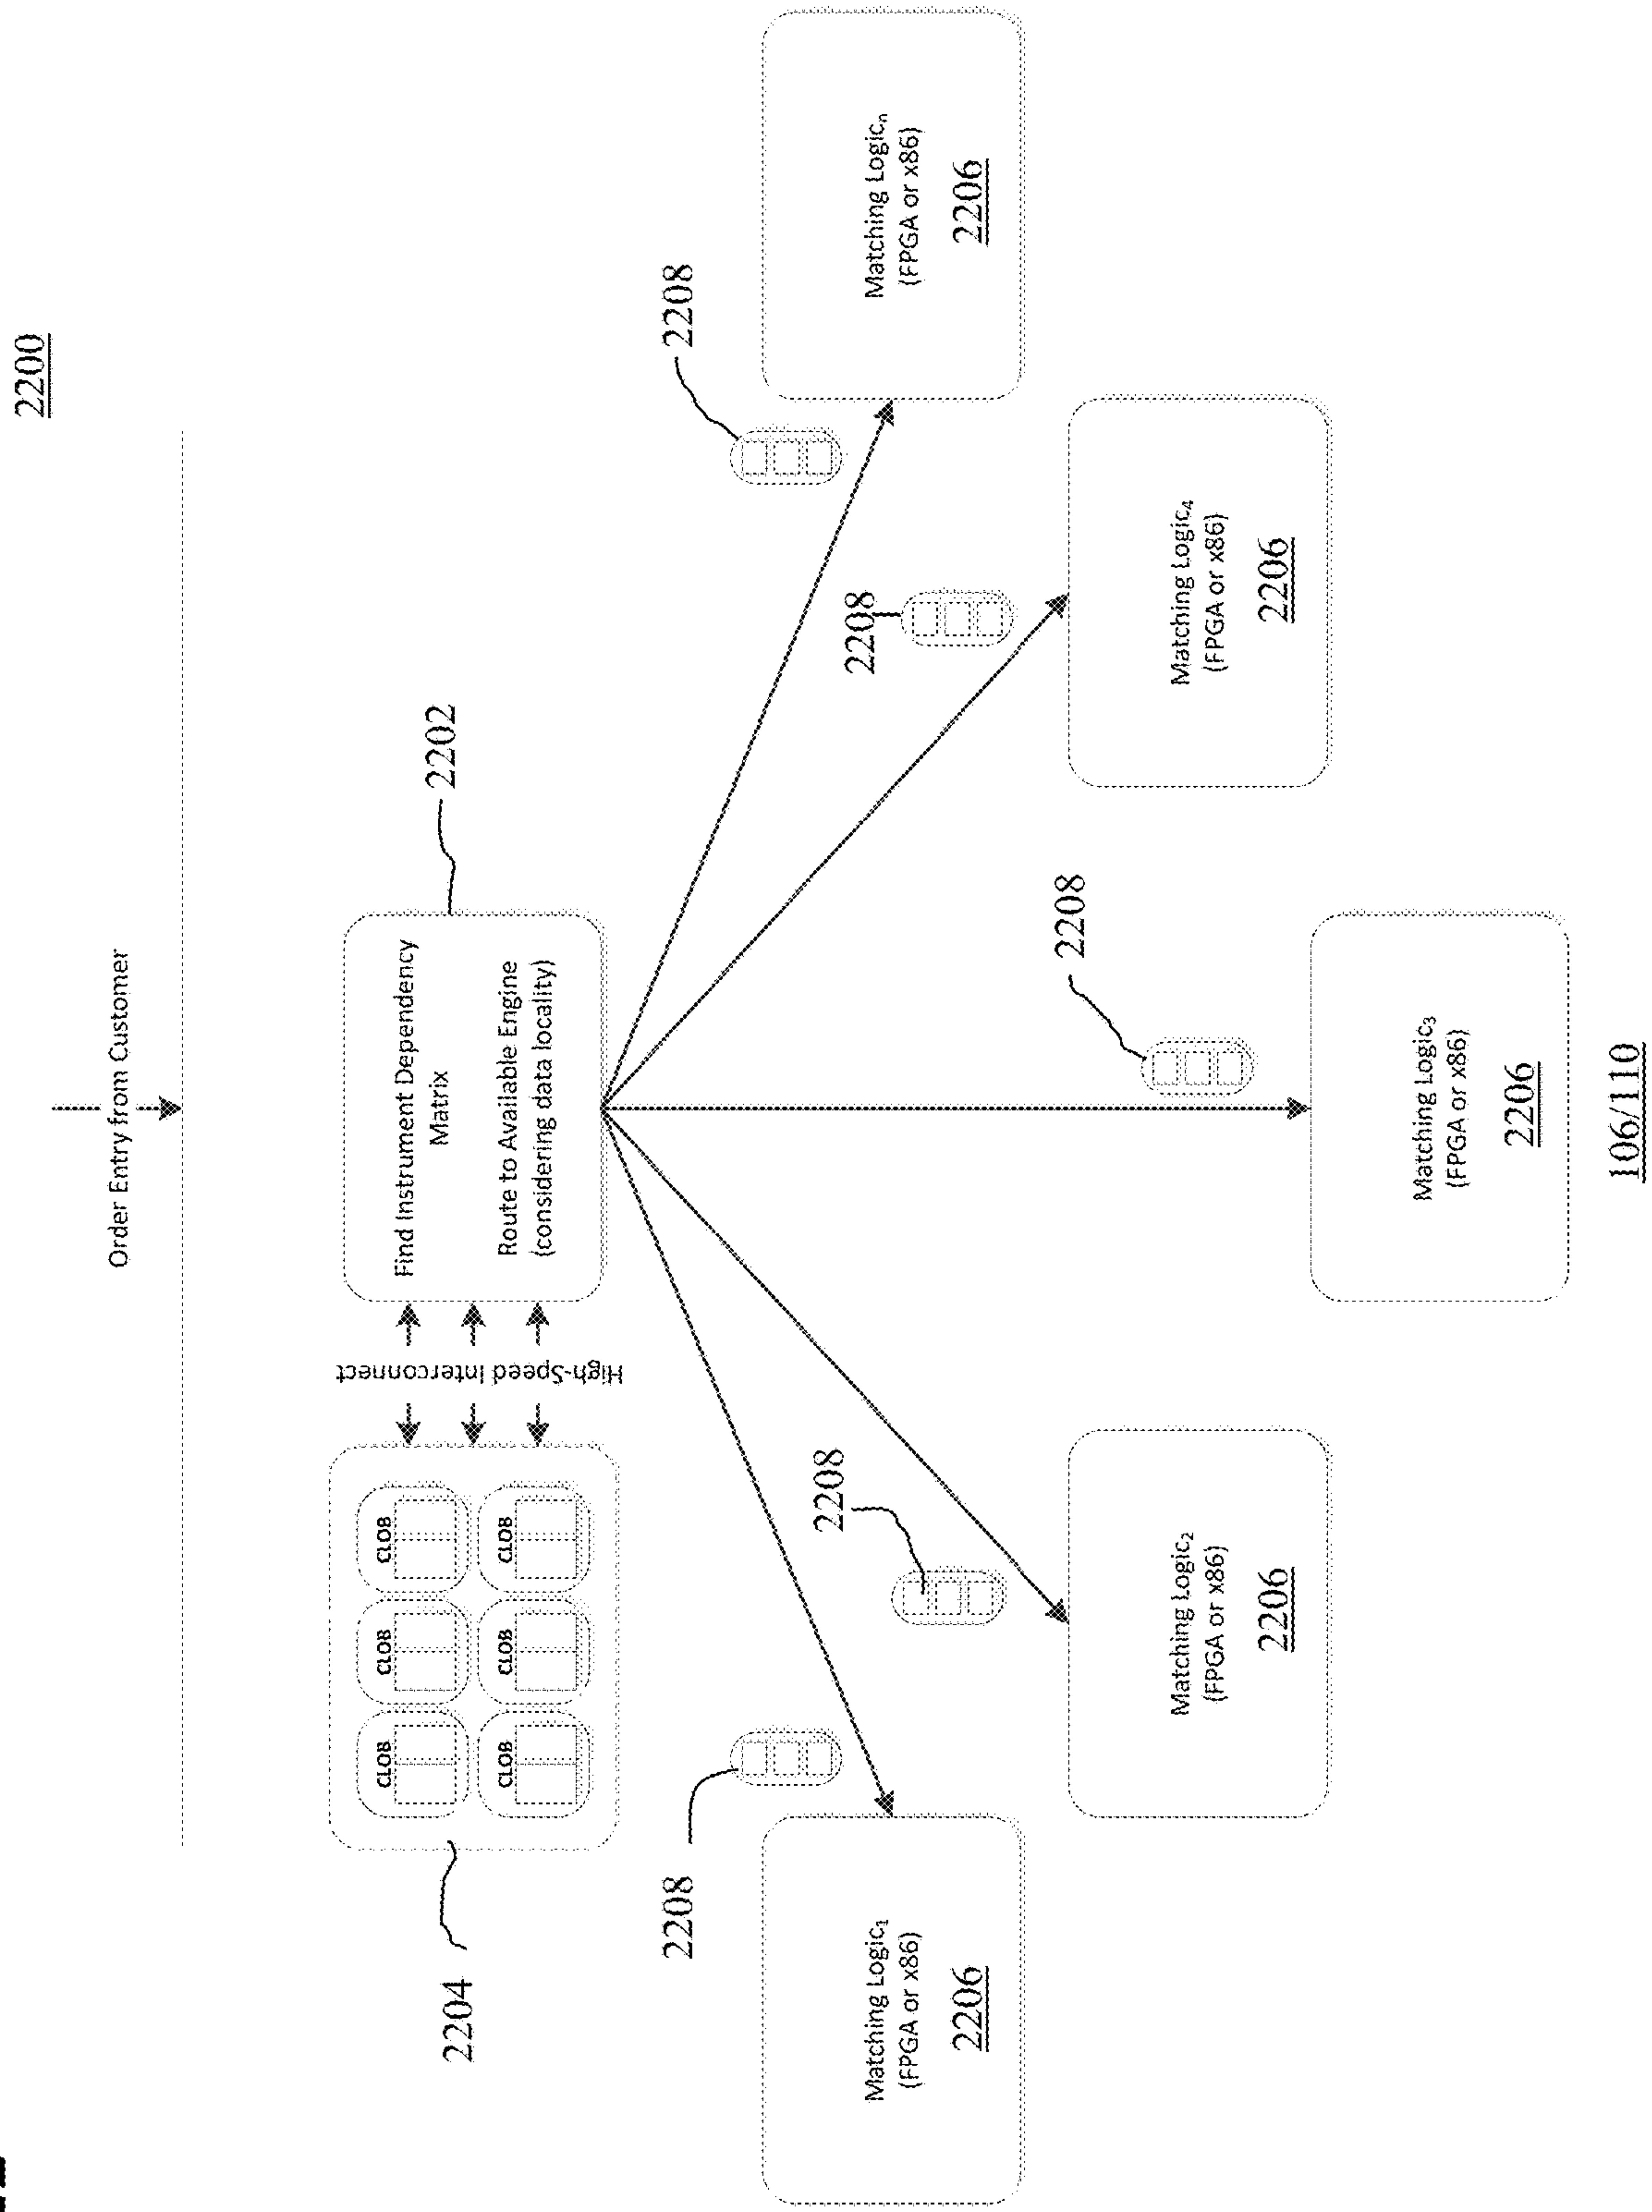 2200
Order Entry from Customer
2202
Find Instrument Dependency
Matrix
Route to Available Engine
(considering data locality)
High-Speed Interconnect
CLOB
CLOB
CLOB
CLOB
CLOB
CLOB
2204
2208
2208
2208
2208
2208
Matching Logic₁
(FPGA or x86)
2206
Matching Logic₂
(FPGA or x86)
2206
Matching Logic₃
(FPGA or x86)
2206
Matching Logic₄
(FPGA or x86)
2206
Matching Logicₙ
(FPGA or x86)
2206
106/110